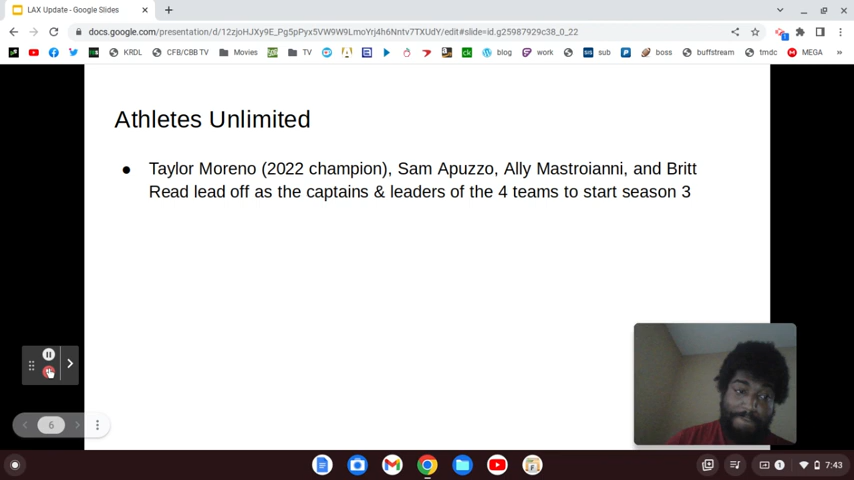 LAX Update - Google Slides
docs.google.com/presentation/d/12zjoHJXy9E_Pg5pPyx5VW9W9LmoYrj4h6Nntv7TXUdY/edit#slide=id.g25987929c38_0_22
KRDL CFB/CBB TV Movies TV blog work sub boss buffstream tmdc MEGA »
Athletes Unlimited
● Taylor Moreno (2022 champion), Sam Apuzzo, Ally Mastroianni, and Britt
Read lead off as the captains & leaders of the 4 teams to start season 3
6
1 7:43